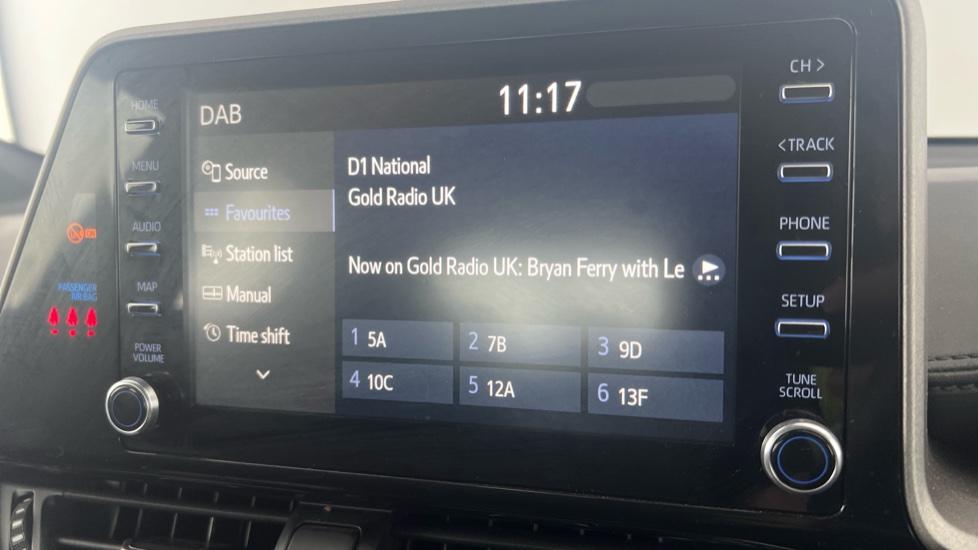 HOME
MENU
AUDIO
MAP
POWER
VOLUME
ON
PASSENGER
AIR BAG
DAB
11:17
Source
Favourites
Station list
Manual
Time shift
D1 National
Gold Radio UK
Now on Gold Radio UK: Bryan Ferry with Le
1 5A
2 7B
3 9D
4 10C
5 12A
6 13F
CH >
< TRACK
PHONE
SETUP
TUNE
SCROLL